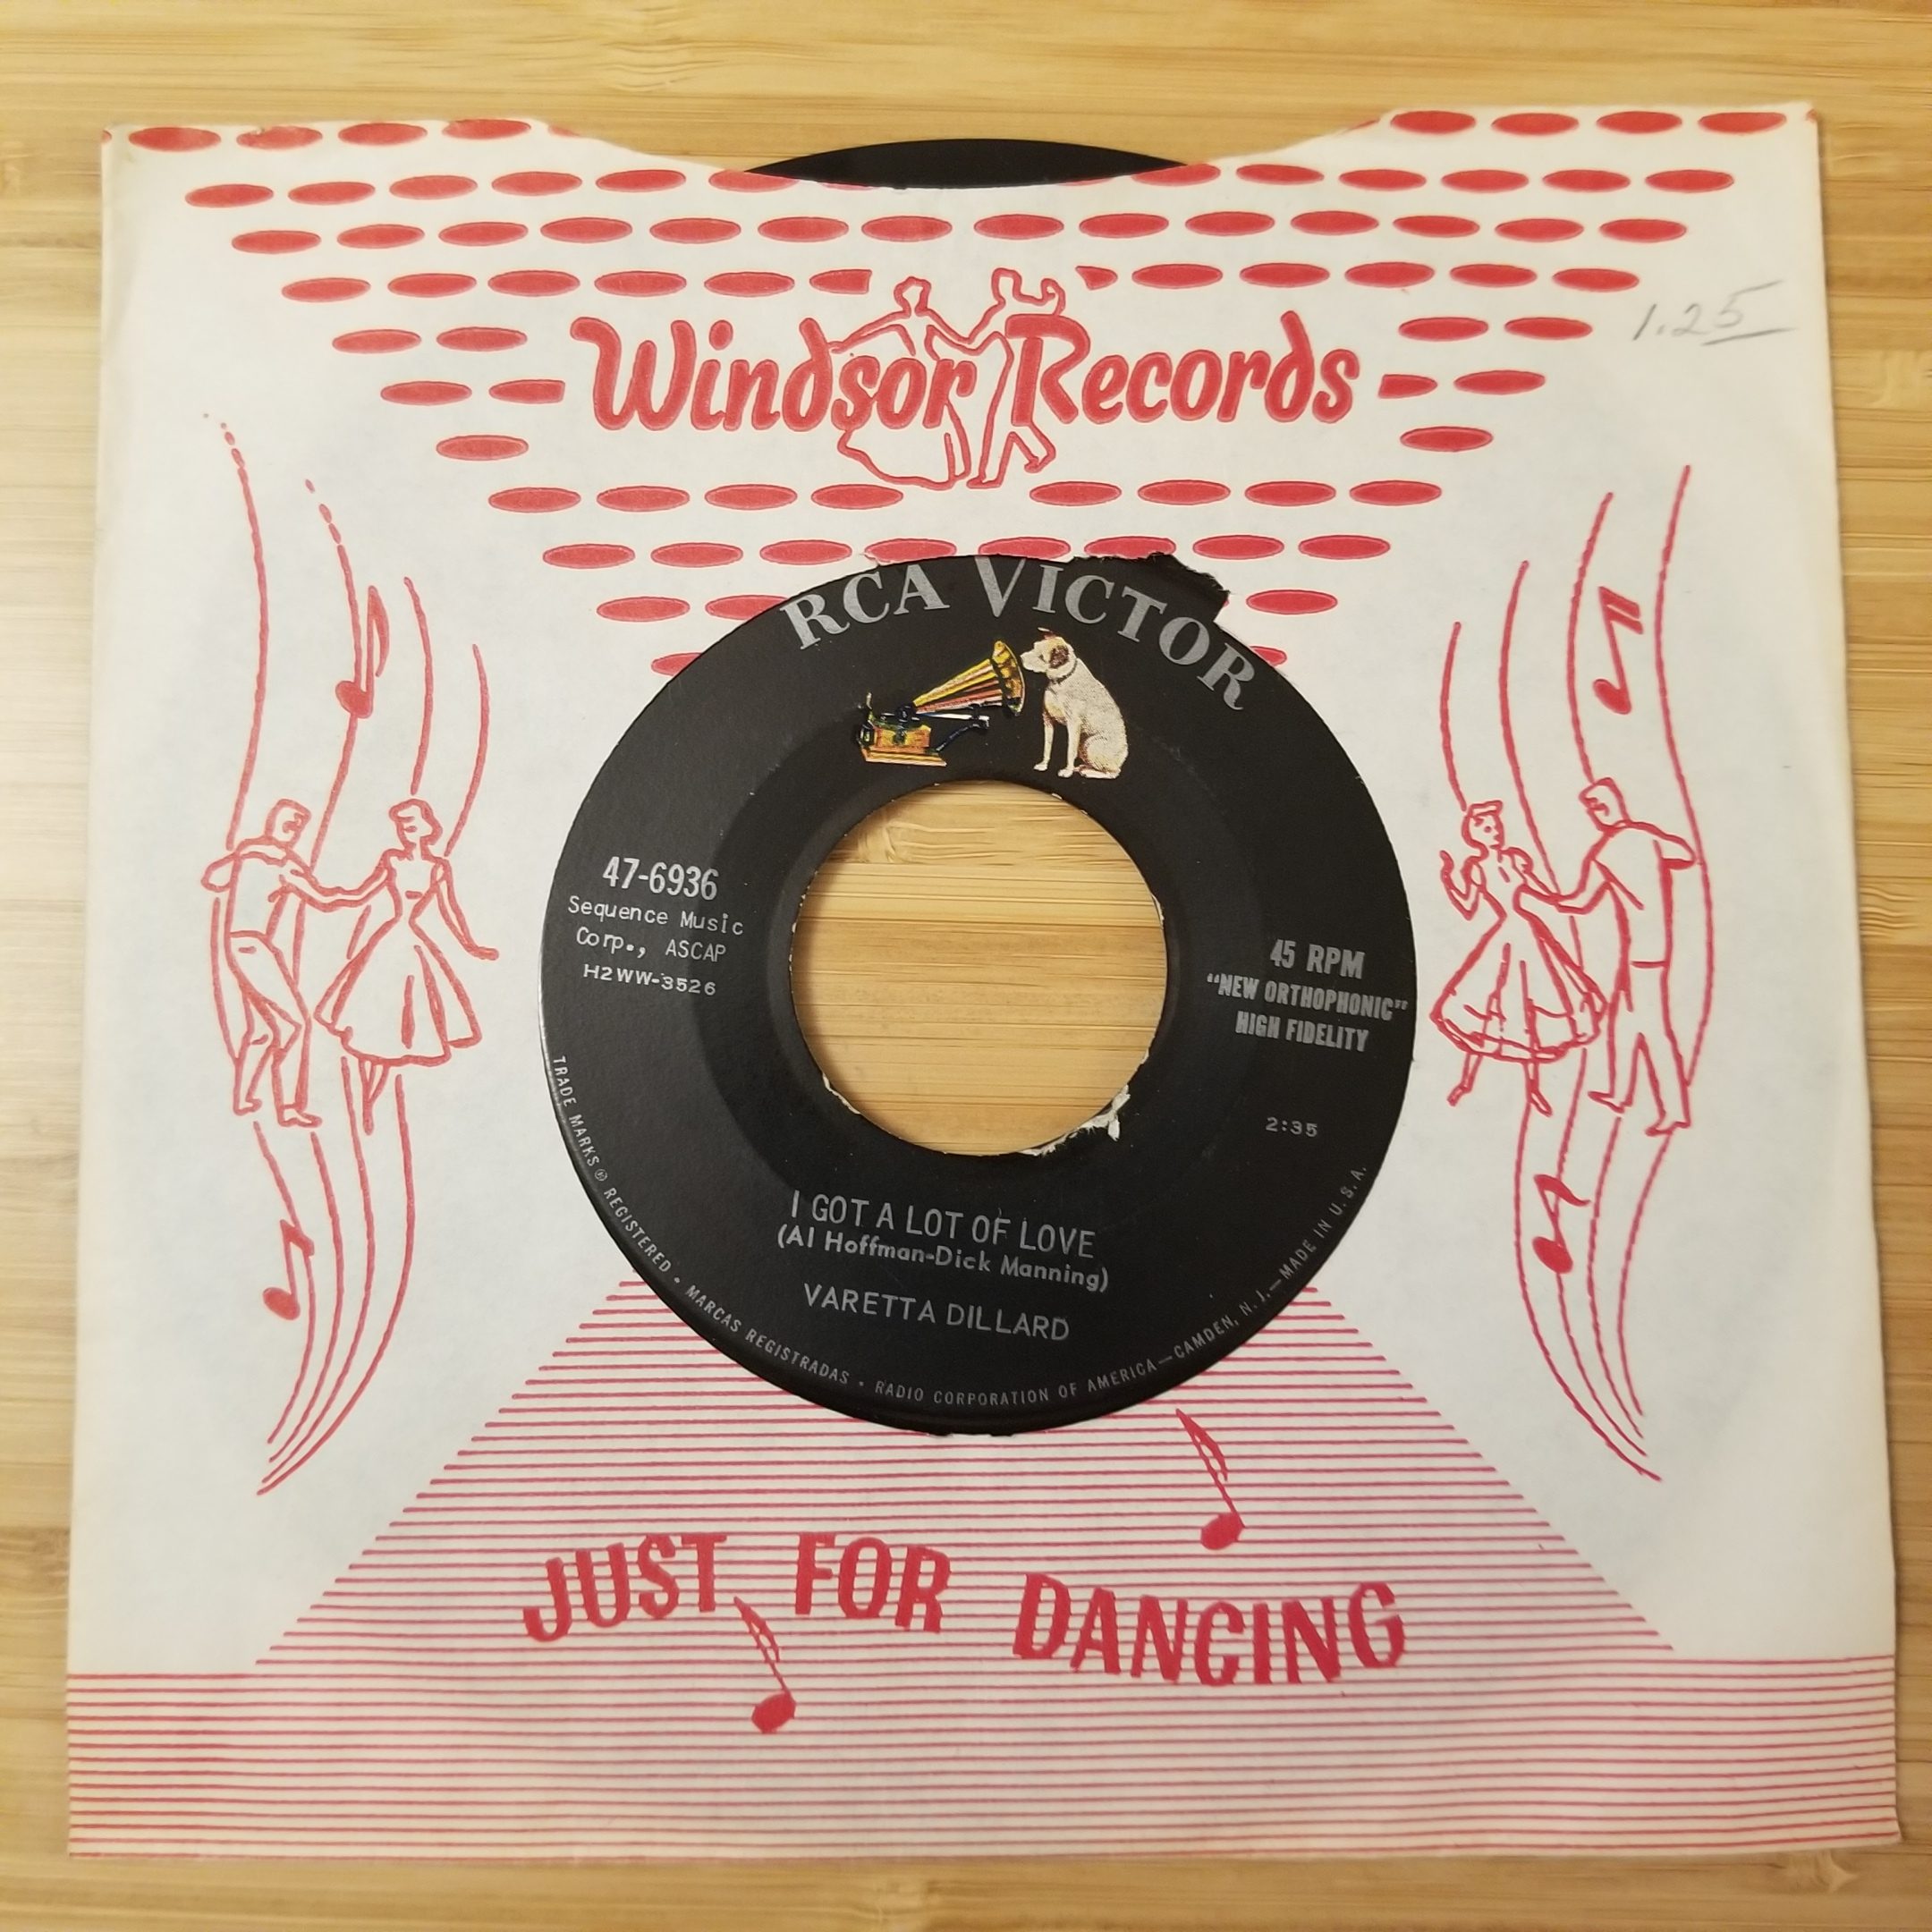 1.25
Windsor Records
RCA VICTOR
47-6936
Sequence Music
Corp., ASCAP
H2WW-3526
45 RPM
"NEW ORTHOPHONIC"
HIGH FIDELITY
2:35
I GOT A LOT OF LOVE
(Al Hoffman-Dick Manning)
VARETTA DILLARD
TRADE MARKS ® REGISTERED • MARCAS REGISTRADAS • RADIO CORPORATION OF AMERICA—CAMDEN, N. J.—MADE IN U. S. A.
JUST FOR DANCING